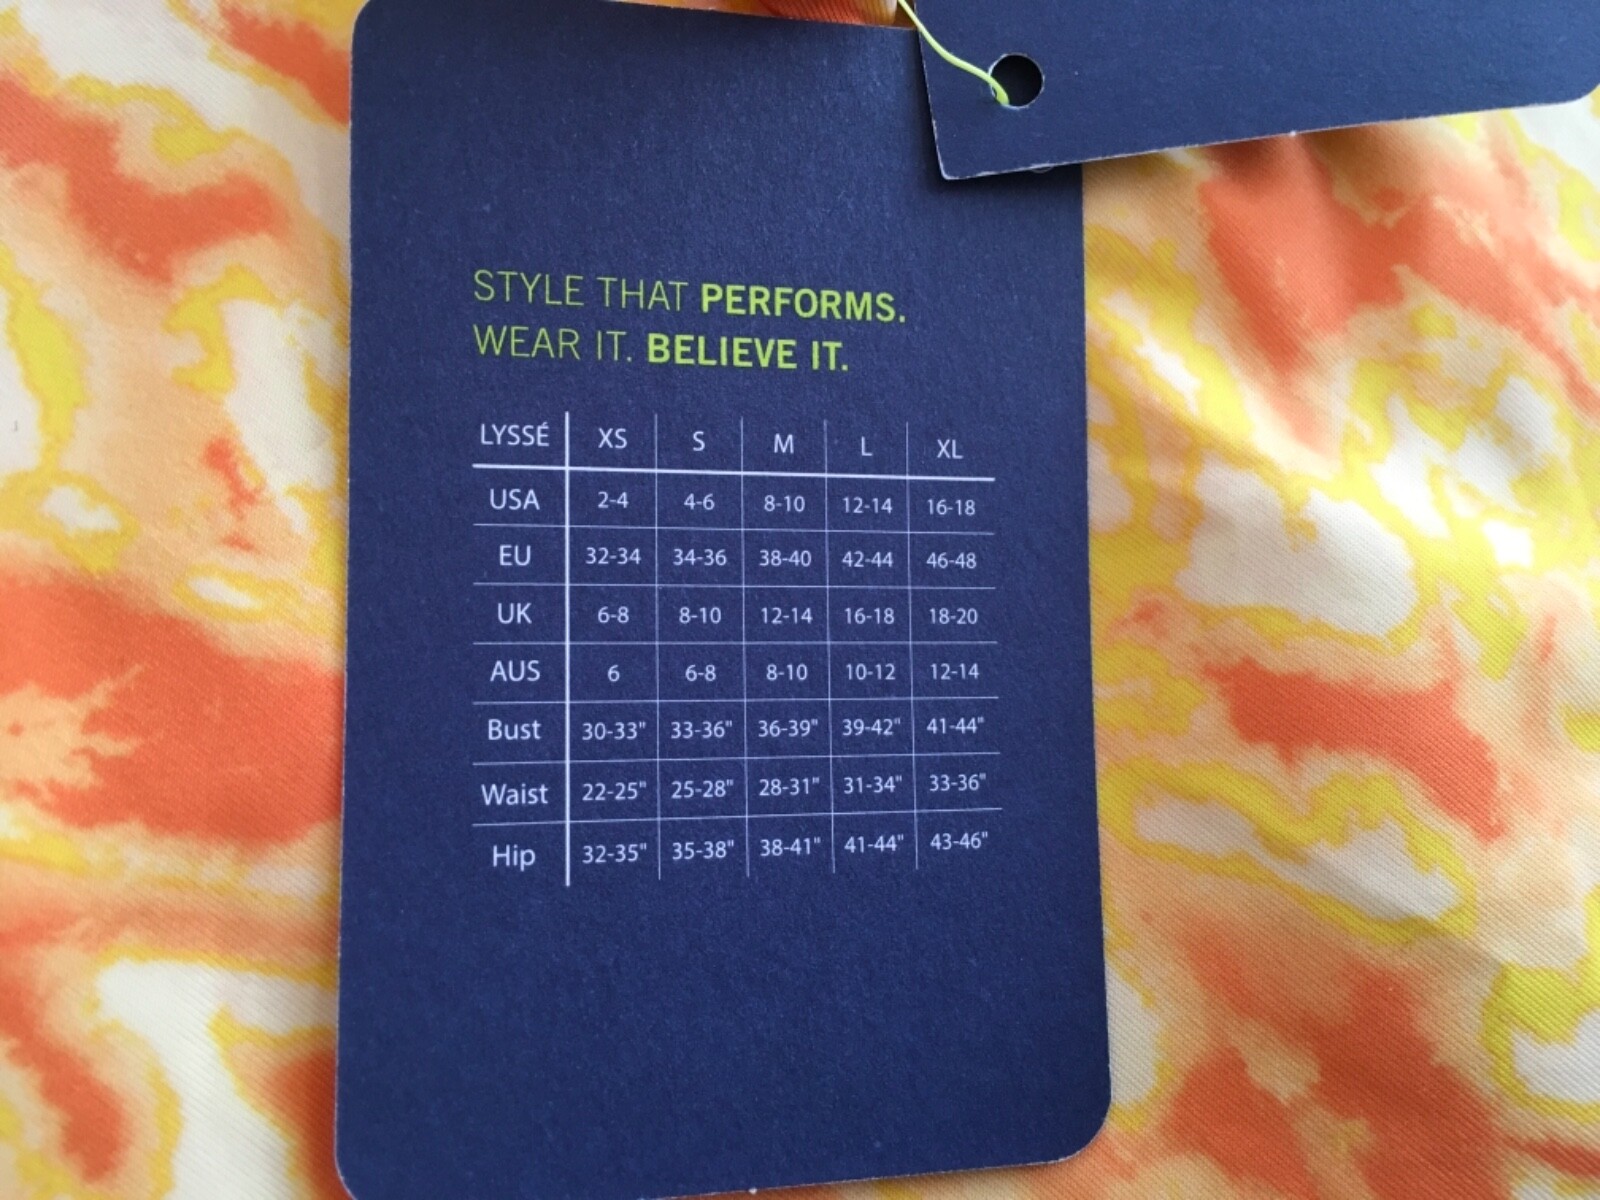 STYLE THAT PERFORMS.
WEAR IT. BELIEVE IT.
LYSSÉ XS S M L XL
USA 2-4 4-6 8-10 12-14 16-18
EU 32-34 34-36 38-40 42-44 46-48
UK 6-8 8-10 12-14 16-18 18-20
AUS 6 6-8 8-10 10-12 12-14
Bust 30-33" 33-36" 36-39" 39-42" 41-44"
Waist 22-25" 25-28" 28-31" 31-34" 33-36"
Hip 32-35" 35-38" 38-41" 41-44" 43-46"